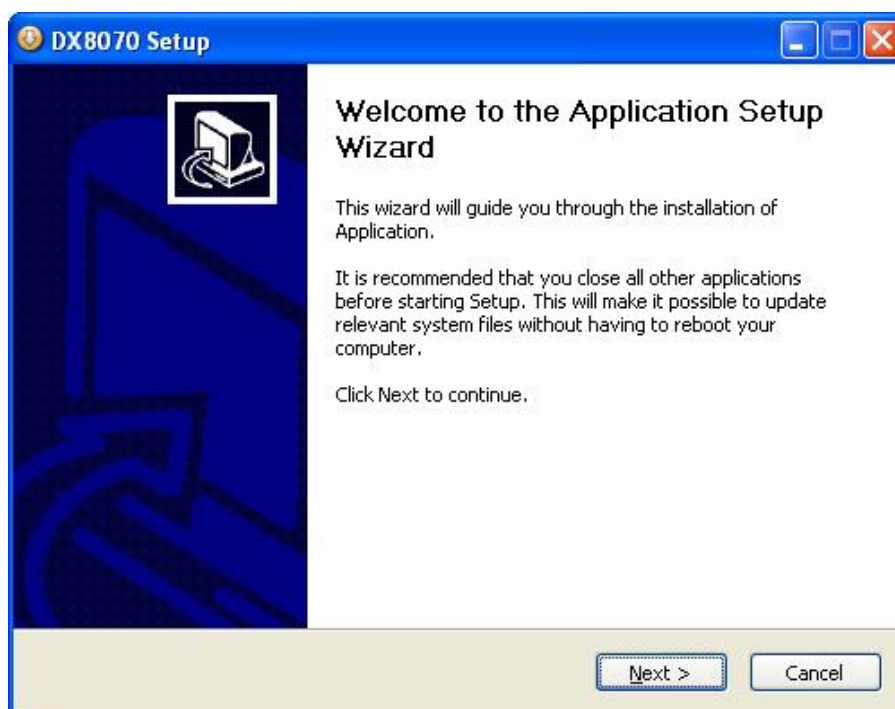 DX8070 Setup
Welcome to the Application Setup
Wizard
This wizard will guide you through the installation of
Application.
It is recommended that you close all other applications
before starting Setup. This will make it possible to update
relevant system files without having to reboot your
computer.
Click Next to continue.
Next > Cancel